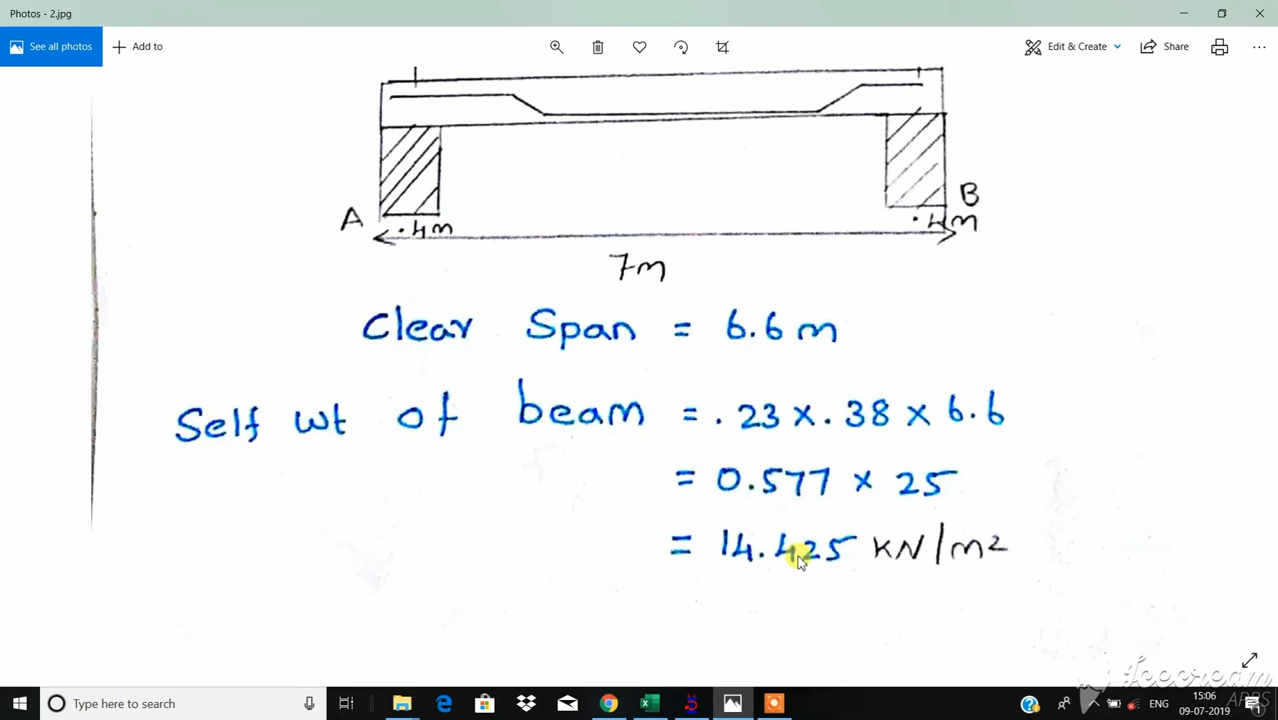 Photos - 2.jpg
See all photos
Add to
Edit & Create
Share
A
B
.4m
.4m
7m
Clear Span = 6.6 m
Self wt of beam = .23 x .38 x 6.6
= 0.577 x 25
= 14.425 KN/m2
Icecream
APPS
Type here to search
ENG
15:06
09-07-2019